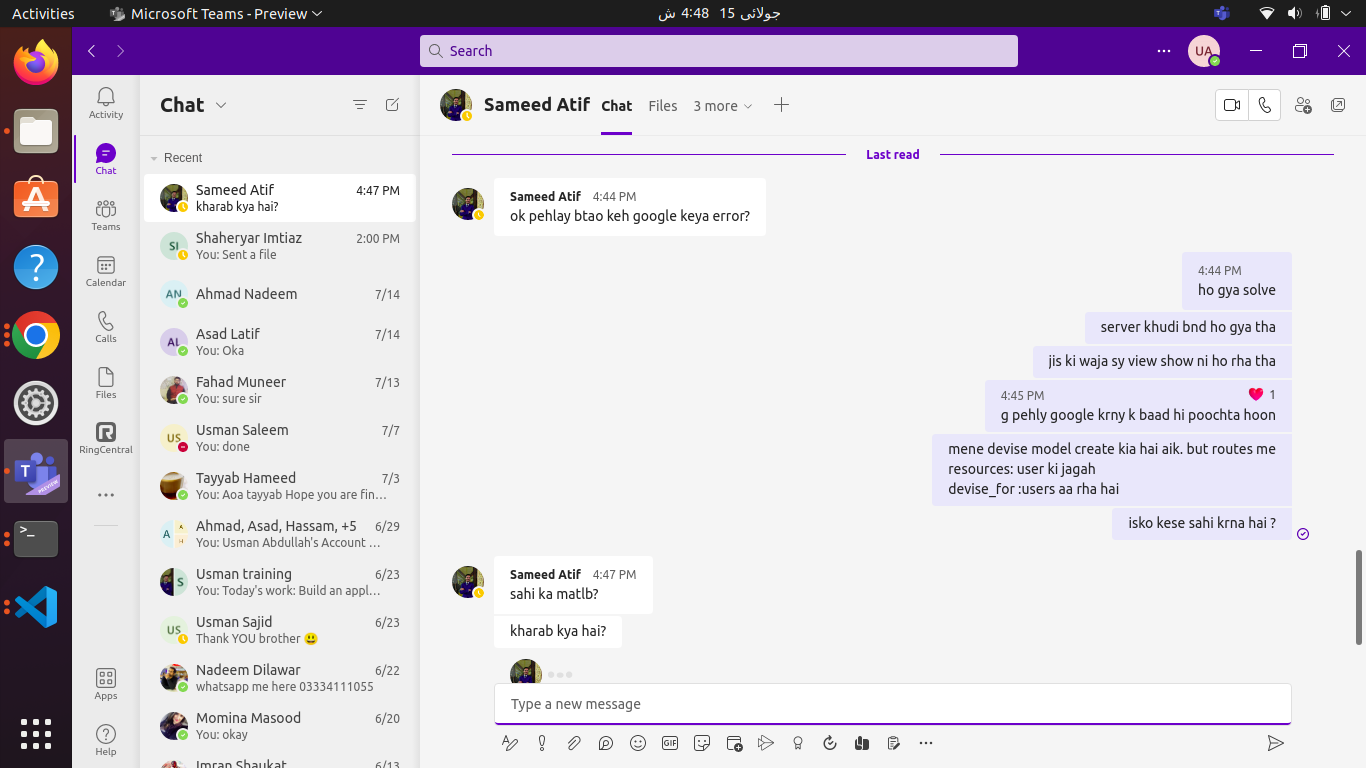 Activities
Microsoft Teams - Preview
جولائی 15 4:48 ش
Search
UA
Activity
Chat
Teams
Calendar
Calls
Files
RingCentral
Apps
Help
Chat
Recent
Sameed Atif 4:47 PM
kharab kya hai?
SI
Shaheryar Imtiaz 2:00 PM
You: Sent a file
AN
Ahmad Nadeem 7/14
AL
Asad Latif 7/14
You: Oka
Fahad Muneer 7/13
You: sure sir
US
Usman Saleem 7/7
You: done
Tayyab Hameed 7/3
You: Aoa tayyab Hope you are fin…
A
Ahmad, Asad, Hassam, +5 6/29
You: Usman Abdullah's Account …
S
Usman training 6/23
You: Today's work: Build an appl…
US
Usman Sajid 6/23
Thank YOU brother 😃
Nadeem Dilawar 6/22
whatsapp me here 03334111055
Momina Masood 6/20
You: okay
Imran Shaukat 6/13
Sameed Atif Chat Files 3 more
Last read
Sameed Atif 4:44 PM
ok pehlay btao keh google keya error?
4:44 PM
ho gya solve
server khudi bnd ho gya tha
jis ki waja sy view show ni ho rha tha
4:45 PM ❤️ 1
g pehly google krny k baad hi poochta hoon
mene devise model create kia hai aik. but routes me
resources: user ki jagah
devise_for :users aa rha hai
isko kese sahi krna hai ?
Sameed Atif 4:47 PM
sahi ka matlb?
kharab kya hai?
Type a new message
GIF
T
PREVIEW
>_